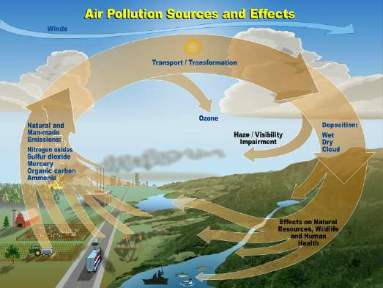 Air Pollution Sources and Effects
Winds
Transport / Transformation
Ozone
Natural and
Man-made
Emissions:
Nitrogen oxides
Sulfur dioxide
Mercury
Organic carbon
Ammonia
Haze / Visibility
Impairment
Deposition:
Wet
Dry
Cloud
Effects on Natural
Resources, Wildlife
and Human
Health